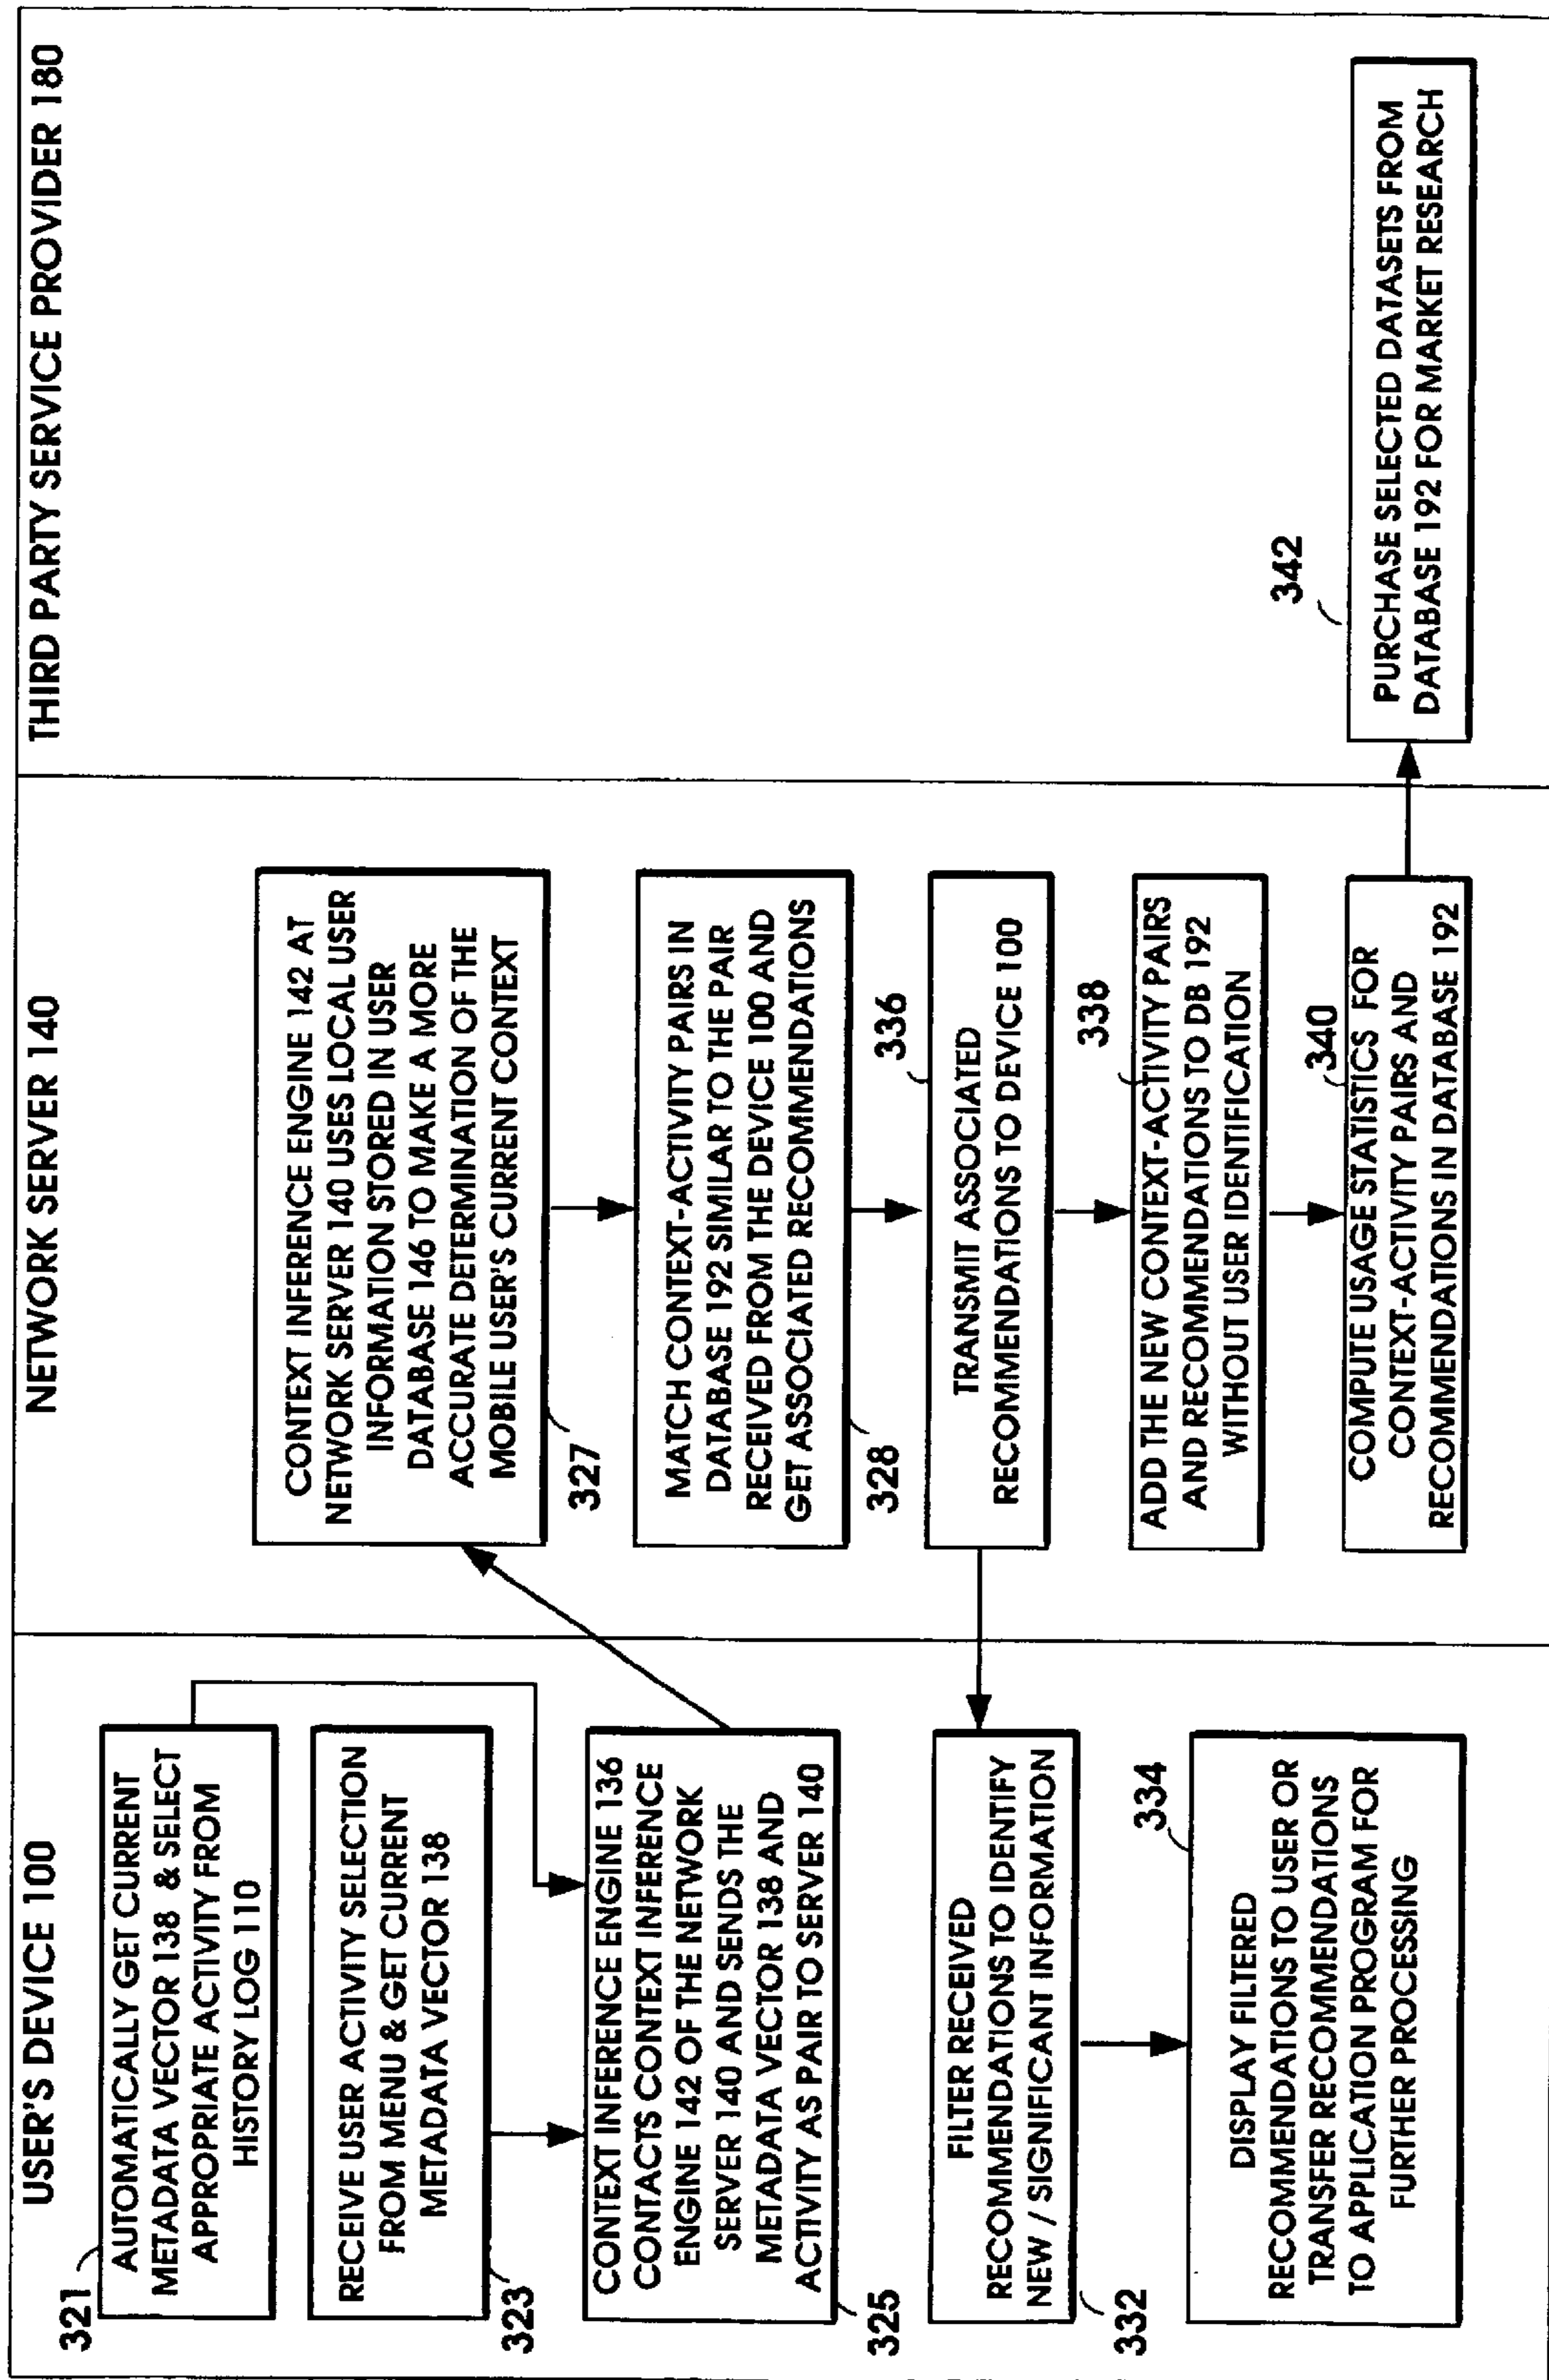 USER'S DEVICE 100
321
AUTOMATICALLY GET CURRENT
METADATA VECTOR 138 & SELECT
APPROPRIATE ACTIVITY FROM
HISTORY LOG 110
RECEIVE USER ACTIVITY SELECTION
FROM MENU & GET CURRENT
METADATA VECTOR 138
323
CONTEXT INFERENCE ENGINE 136
CONTACTS CONTEXT INFERENCE
ENGINE 142 OF THE NETWORK
SERVER 140 AND SENDS THE
METADATA VECTOR 138 AND
ACTIVITY AS PAIR TO SERVER 140
325
FILTER RECEIVED
RECOMMENDATIONS TO IDENTIFY
NEW / SIGNIFICANT INFORMATION
332
334
DISPLAY FILTERED
RECOMMENDATIONS TO USER OR
TRANSFER RECOMMENDATIONS
TO APPLICATION PROGRAM FOR
FURTHER PROCESSING
NETWORK SERVER 140
CONTEXT INFERENCE ENGINE 142 AT
NETWORK SERVER 140 USES LOCAL USER
INFORMATION STORED IN USER
DATABASE 146 TO MAKE A MORE
ACCURATE DETERMINATION OF THE
MOBILE USER'S CURRENT CONTEXT
327
MATCH CONTEXT-ACTIVITY PAIRS IN
DATABASE 192 SIMILAR TO THE PAIR
RECEIVED FROM THE DEVICE 100 AND
GET ASSOCIATED RECOMMENDATIONS
328
336
TRANSMIT ASSOCIATED
RECOMMENDATIONS TO DEVICE 100
338
ADD THE NEW CONTEXT-ACTIVITY PAIRS
AND RECOMMENDATIONS TO DB 192
WITHOUT USER IDENTIFICATION
340
COMPUTE USAGE STATISTICS FOR
CONTEXT-ACTIVITY PAIRS AND
RECOMMENDATIONS IN DATABASE 192
THIRD PARTY SERVICE PROVIDER 180
342
PURCHASE SELECTED DATASETS FROM
DATABASE 192 FOR MARKET RESEARCH